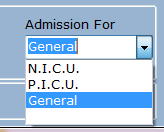 Admission For
General
N.I.C.U.
P.I.C.U.
General